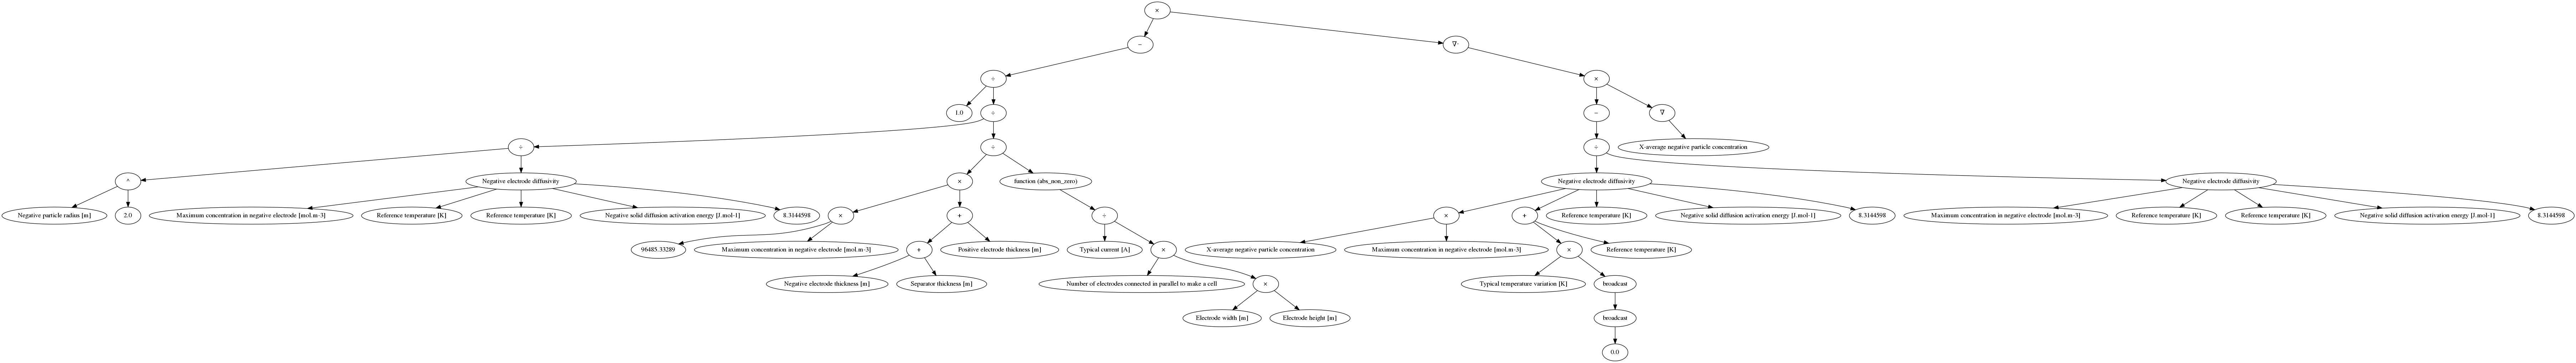 ×
-
∇⋅
÷
×
1.0
÷
-
∇
÷
÷
÷
X-average negative particle concentration
^
Negative electrode diffusivity
×
function (abs_non_zero)
Negative electrode diffusivity
Negative electrode diffusivity
Negative particle radius [m]
2.0
Maximum concentration in negative electrode [mol.m-3]
Reference temperature [K]
Reference temperature [K]
Negative solid diffusion activation energy [J.mol-1]
8.3144598
×
+
÷
×
+
Reference temperature [K]
Negative solid diffusion activation energy [J.mol-1]
8.3144598
Maximum concentration in negative electrode [mol.m-3]
Reference temperature [K]
Reference temperature [K]
Negative solid diffusion activation energy [J.mol-1]
8.3144598
96485.33289
Maximum concentration in negative electrode [mol.m-3]
+
Positive electrode thickness [m]
Typical current [A]
×
X-average negative particle concentration
Maximum concentration in negative electrode [mol.m-3]
×
Reference temperature [K]
Negative electrode thickness [m]
Separator thickness [m]
Number of electrodes connected in parallel to make a cell
×
Typical temperature variation [K]
broadcast
Electrode width [m]
Electrode height [m]
broadcast
0.0